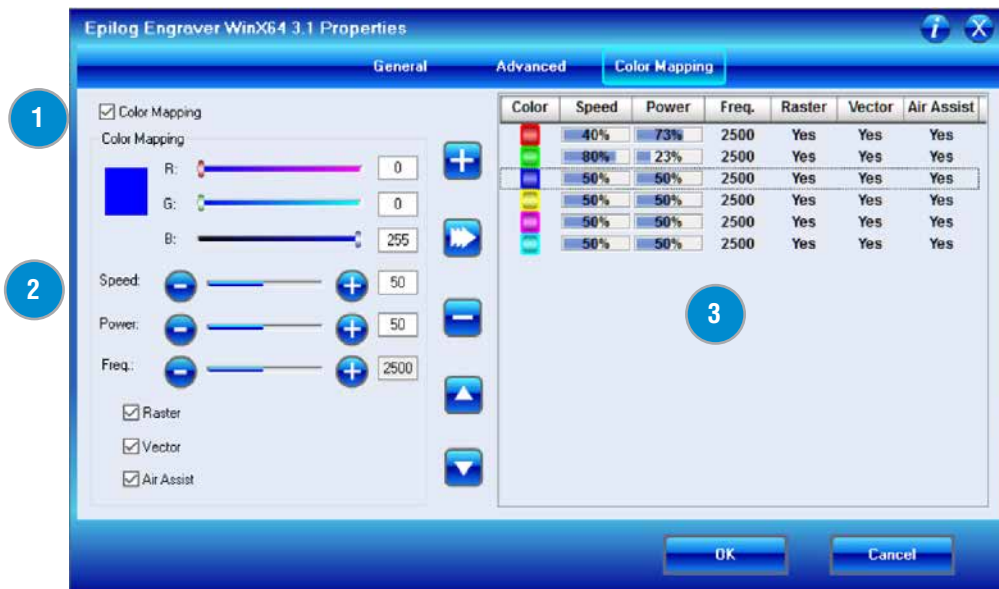 Epilog Engraver WinX64 3.1 Properties
i X
General Advanced Color Mapping
1
Color Mapping
Color Mapping
R: 0
G: 0
B: 255
2
Speed: 50
Power: 50
Freq.: 2500
Raster
Vector
Air Assist
Color Speed Power Freq. Raster Vector Air Assist
40% 73% 2500 Yes Yes Yes
80% 23% 2500 Yes Yes Yes
50% 50% 2500 Yes Yes Yes
50% 50% 2500 Yes Yes Yes
50% 50% 2500 Yes Yes Yes
50% 50% 2500 Yes Yes Yes
3
OK Cancel